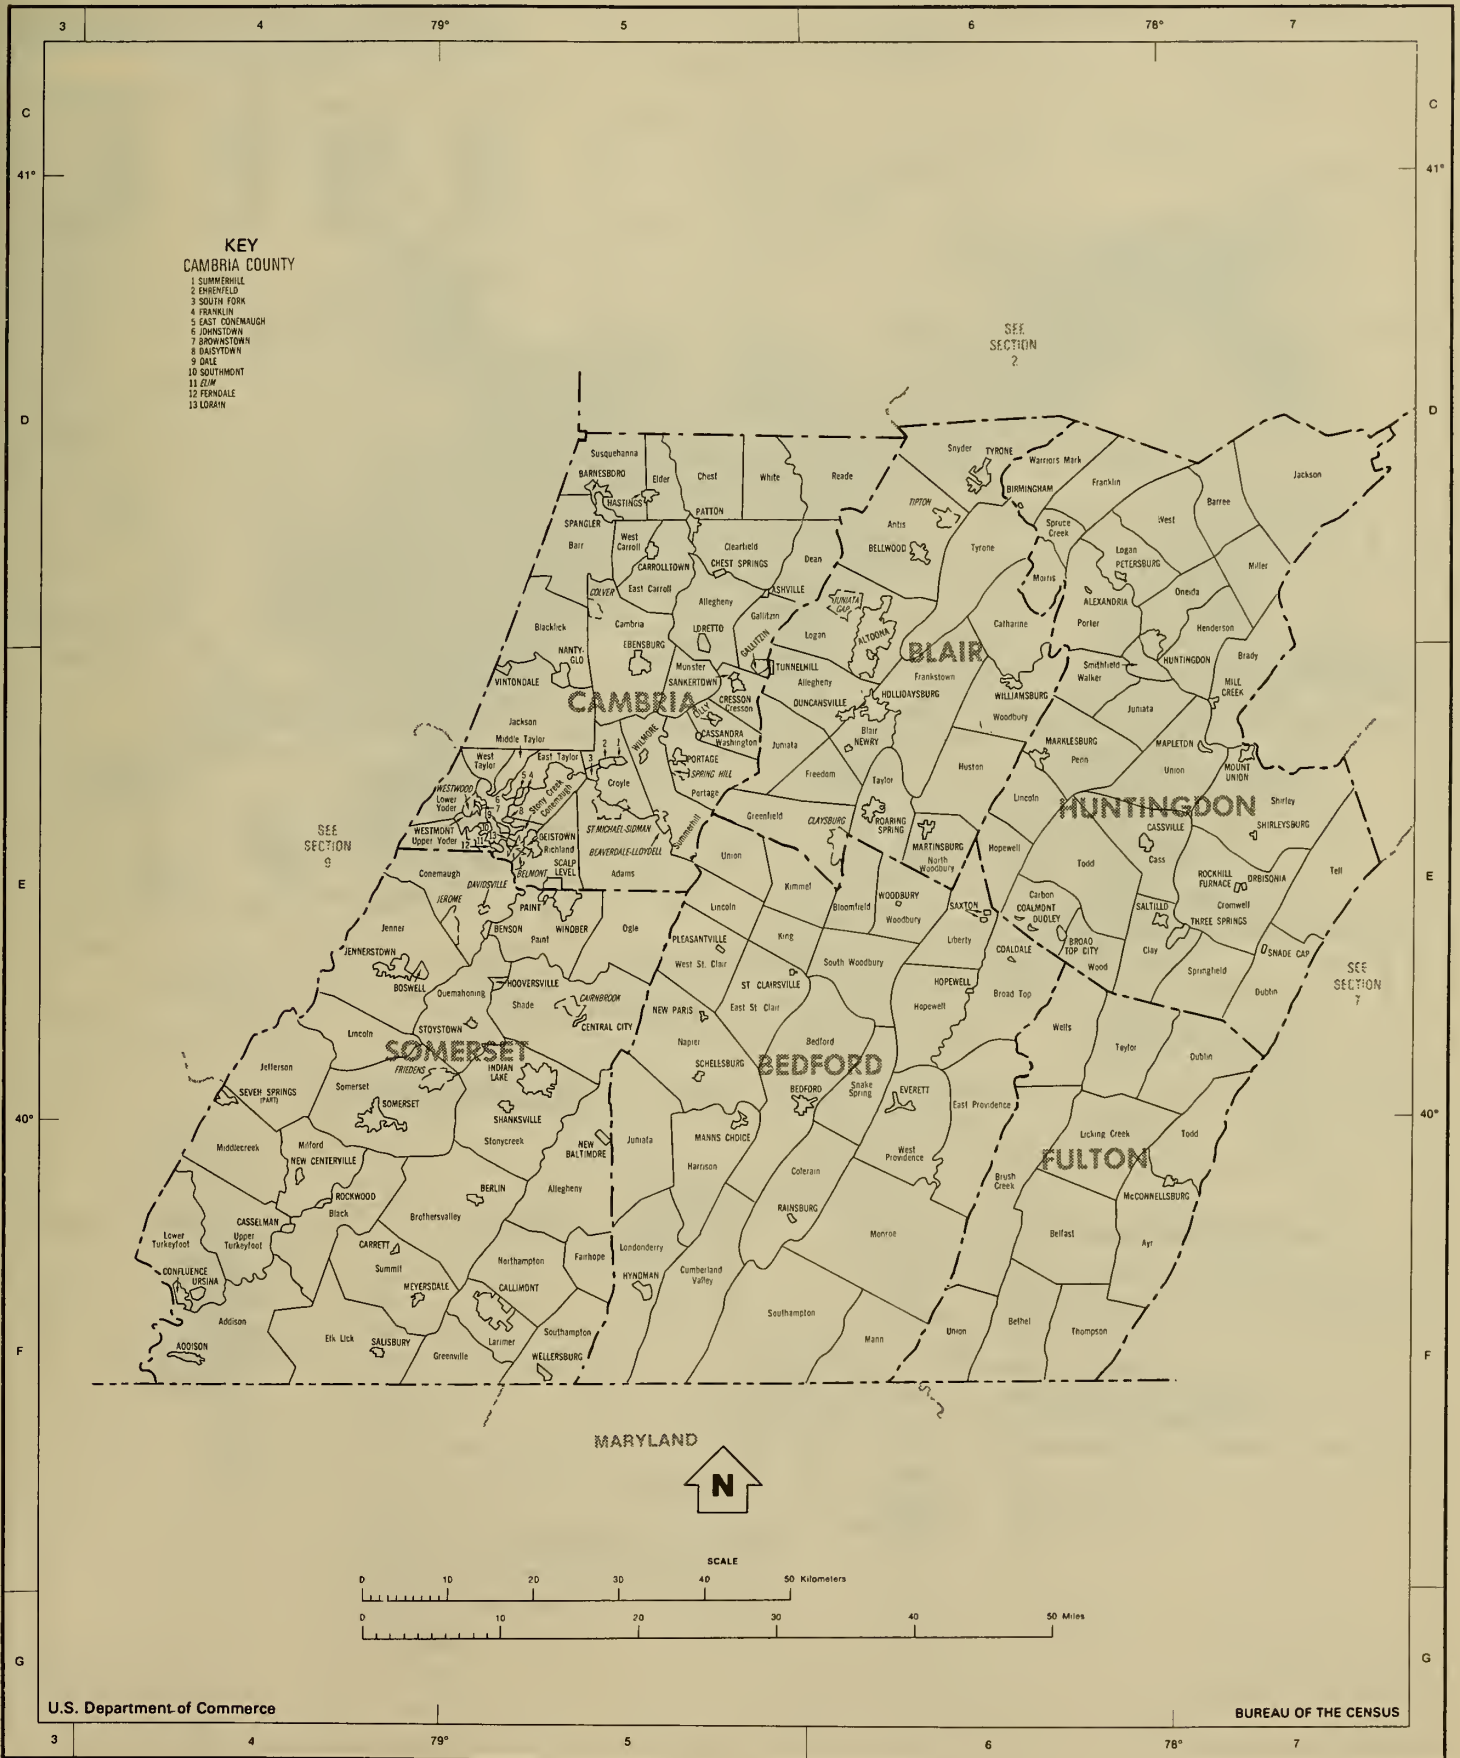 3 4 79° 5 6 78° 7
C C
41° 41°
KEY
CAMBRIA COUNTY
1 SUMMERHILL
2 EHRENFELD
3 SOUTH FORK
4 FRANKLIN
5 EAST CONEMAUGH
6 JOHNSTOWN
7 BROWNSTOWN
8 DAISYTOWN
9 DALE
10 SOUTHMONT
11 ELIM
12 FERNDALE
13 LORAIN
SEE
SECTION
2
D D
Susquehanna
BARNESBORO
HASTINGS
Elder
Chest
White
Reade
PATTON
SPANGLER
Barr
West
Carroll
CARROLLTOWN
Clearfield
CHEST SPRINGS
Dean
COLVER
East Carroll
ASHVILLE
Allegheny
Gallitzin
Blacklick
Cambria
LORETTO
EBENSBURG
GALLITZIN
NANTY-
GLO
Munster
TUNNELHILL
VINTONDALE
SANKERTOWN
CAMBRIA
CRESSON
Cresson
LILLY
Jackson
CASSANDRA
Washington
Middle Taylor
WILMORE
West
Taylor
East Taylor
2 1
3
PORTAGE
SPRING HILL
5 4
Croyle
Portage
WESTWOOD
Lower
Yoder
6
7
8
9
Stony Creek
Conemaugh
10
WESTMONT
Upper Yoder
13
11
12
GEISTOWN
Richland
ST MICHAEL-SIDMAN
BEAVERDALE-LLOYDELL
Summerhill
BELMONT
SCALP
LEVEL
Adams
Snyder
TYRONE
TIPTON
Antis
BELLWOOD
Tyrone
JUNIATA
GAP
Logan
ALTOONA
Catharine
BLAIR
Frankstown
Allegheny
HOLLIDAYSBURG
DUNCANSVILLE
WILLIAMSBURG
Blair
NEWRY
Woodbury
Juniata
Freedom
Taylor
Huston
Greenfield
CLAYSBURG
ROARING
SPRING
MARTINSBURG
North
Woodbury
Warriors Mark
BIRMINGHAM
Franklin
Jackson
Barree
Spruce
Creek
West
Logan
PETERSBURG
Morris
Miller
ALEXANDRIA
Oneida
Porter
Henderson
Smithfield
HUNTINGDON
Walker
Brady
MILL
CREEK
Juniata
MARKLESBURG
Penn
MAPLETON
Union
MOUNT
UNION
Lincoln
HUNTINGDON
Shirley
CASSVILLE
SHIRLEYSBURG
Hopewell
Todd
Cass
ROCKHILL
FURNACE
ORBISONIA
Tell
Carbon
COALMONT
DUDLEY
Cromwell
SALTILLO
THREE SPRINGS
BROAD
TOP CITY
Wood
Clay
Springfield
SHADE GAP
Dublin
SEE
SECTION
9
SEE
SECTION
7
E E
Conemaugh
DAVIDSVILLE
JEROME
PAINT
WINDBER
Ogle
Jenner
BENSON
Paint
JENNERSTOWN
BOSWELL
HOOVERSVILLE
Quemahoning
Shade
CAIRNBROOK
CENTRAL CITY
STOYSTOWN
Lincoln
SOMERSET
Jefferson
FRIEDENS
INDIAN
LAKE
SEVEN SPRINGS
(PART)
Somerset
SOMERSET
SHANKSVILLE
Stonycreek
NEW
BALTIMORE
Middlecreek
Milford
NEW CENTERVILLE
ROCKWOOD
BERLIN
Allegheny
Black
CASSELMAN
Brothersvalley
Lower
Turkeyfoot
Upper
Turkeyfoot
GARRETT
Summit
Northampton
Fairhope
CONFLUENCE
URSINA
MEYERSDALE
CALLIMONT
Addison
Elk Lick
SALISBURY
Larimer
Southampton
ADDISON
Greenville
WELLERSBURG
Union
Kimmel
Bloomfield
WOODBURY
Woodbury
SAXTON
Lincoln
PLEASANTVILLE
King
Liberty
COALDALE
West St. Clair
South Woodbury
ST CLAIRSVILLE
HOPEWELL
Broad Top
NEW PARIS
East St Clair
Hopewell
Napier
Bedford
SCHELLSBURG
BEDFORD
BEDFORD
Snake
Spring
EVERETT
East Providence
Juniata
MANNS CHOICE
Harrison
Colerain
West
Providence
RAINSBURG
Monroe
Londonderry
HYNDMAN
Cumberland
Valley
Southampton
Mann
Wells
Taylor
Dublin
Licking Creek
Todd
FULTON
Brush
Creek
McCONNELLSBURG
Belfast
Ayr
Union
Bethel
Thompson
40° 40°
F F
MARYLAND
N
SCALE
0 10 20 30 40 50 Kilometers
0 10 20 30 40 50 Miles
G G
U.S. Department of Commerce
BUREAU OF THE CENSUS
3 4 79° 5 6 78° 7